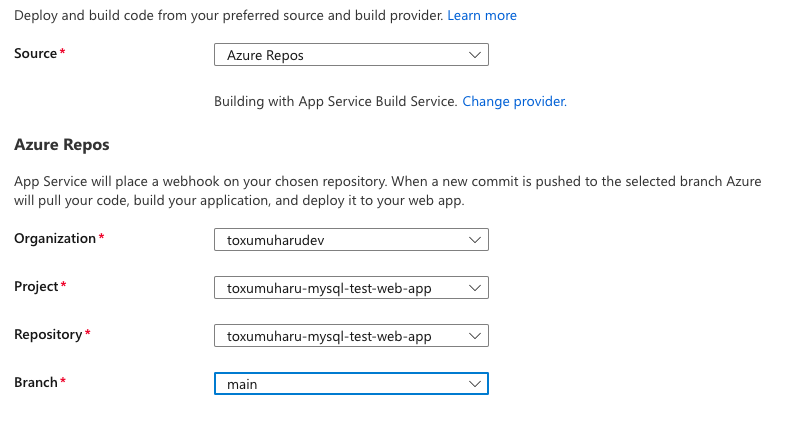 Deploy and build code from your preferred source and build provider. Learn more
Source*
Azure Repos
Building with App Service Build Service. Change provider.
Azure Repos
App Service will place a webhook on your chosen repository. When a new commit is pushed to the selected branch Azure
will pull your code, build your application, and deploy it to your web app.
Organization*
toxumuharudev
Project*
toxumuharu-mysql-test-web-app
Repository*
toxumuharu-mysql-test-web-app
Branch*
main